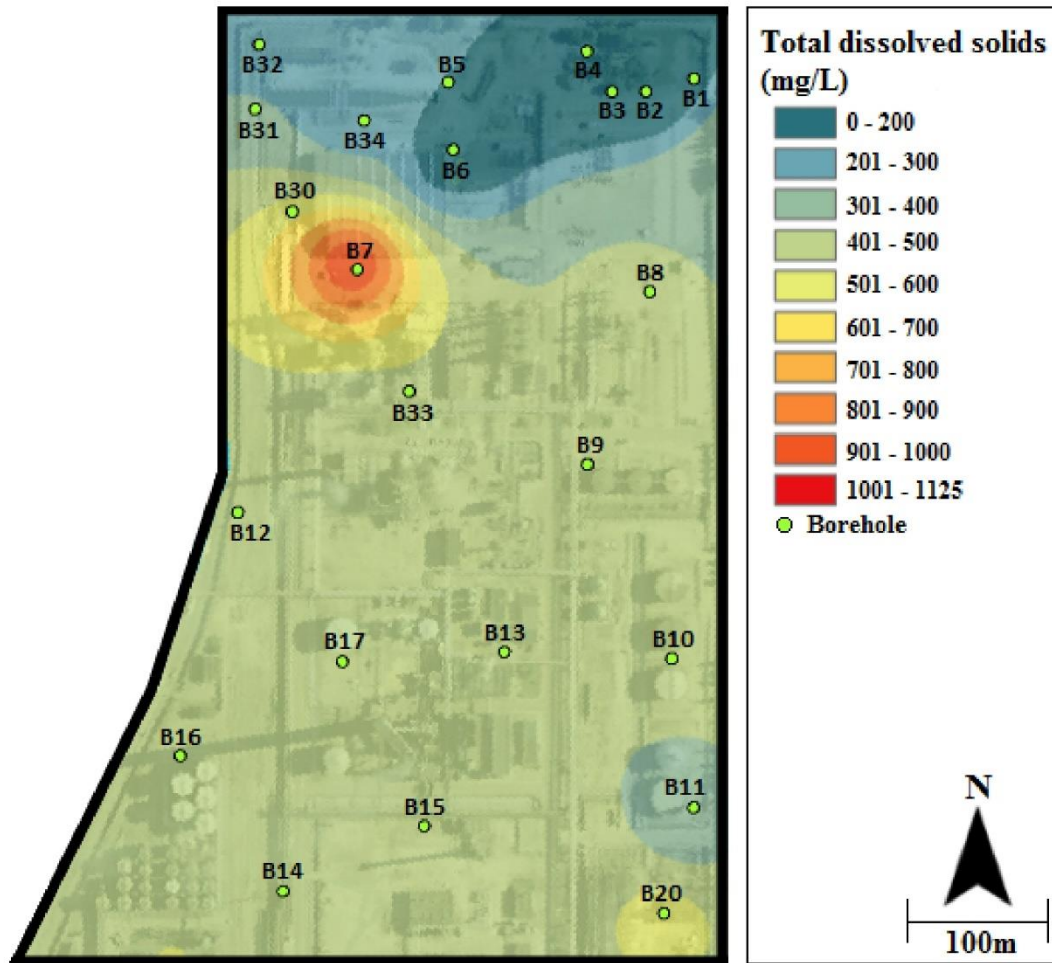 B32
B5
B4
B3
B2
B1
B31
B34
B6
B30
B7
B8
B33
B9
B12
B17
B13
B10
B16
B11
B15
B14
B20
Total dissolved solids
(mg/L)
0 - 200
201 - 300
301 - 400
401 - 500
501 - 600
601 - 700
701 - 800
801 - 900
901 - 1000
1001 - 1125
Borehole
N
100m